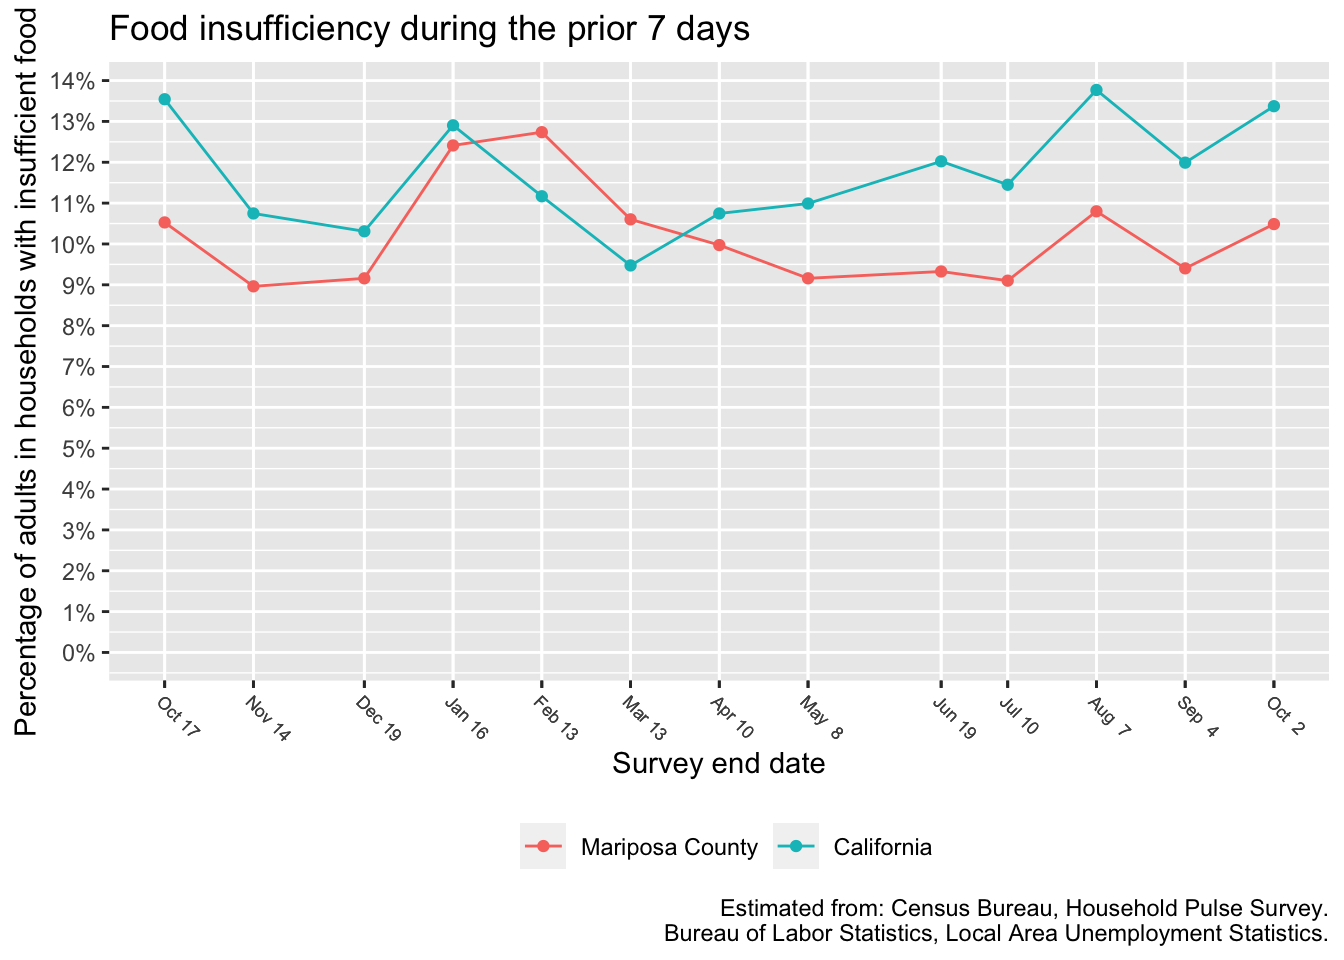 Food insufficiency during the prior 7 days
Percentage of adults in households with insufficient food
14%
13%
12%
11%
10%
9%
8%
7%
6%
5%
4%
3%
2%
1%
0%
Oct 17
Nov 14
Dec 19
Jan 16
Feb 13
Mar 13
Apr 10
May 8
Jun 19
Jul 10
Aug 7
Sep 4
Oct 2
Survey end date
Mariposa County
California
Estimated from: Census Bureau, Household Pulse Survey.
Bureau of Labor Statistics, Local Area Unemployment Statistics.